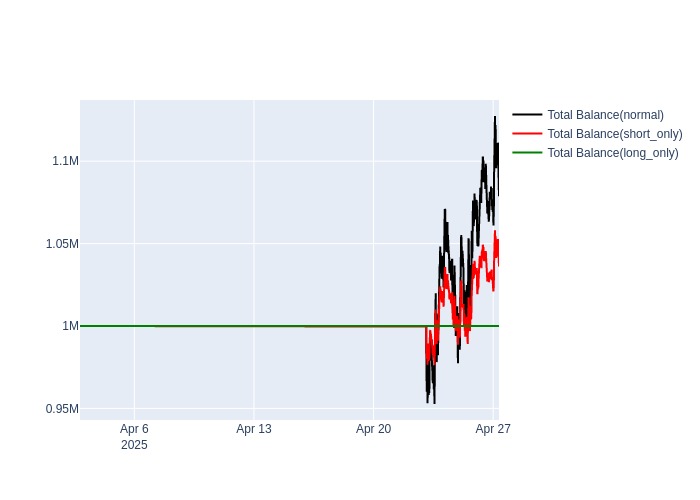 Total Balance(normal)
Total Balance(short_only)
Total Balance(long_only)
1.1M
1.05M
1M
0.95M
Apr 6
2025
Apr 13
Apr 20
Apr 27